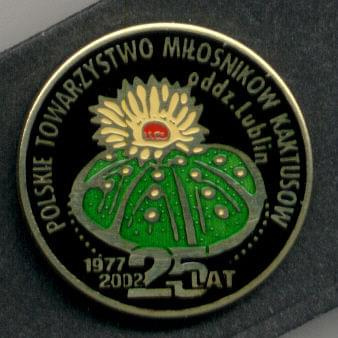 POLSKIE TOWARZYSTWO MIŁOŚNIKÓW KAKTUSÓW
oddz. Lublin
1977
2002
25 LAT